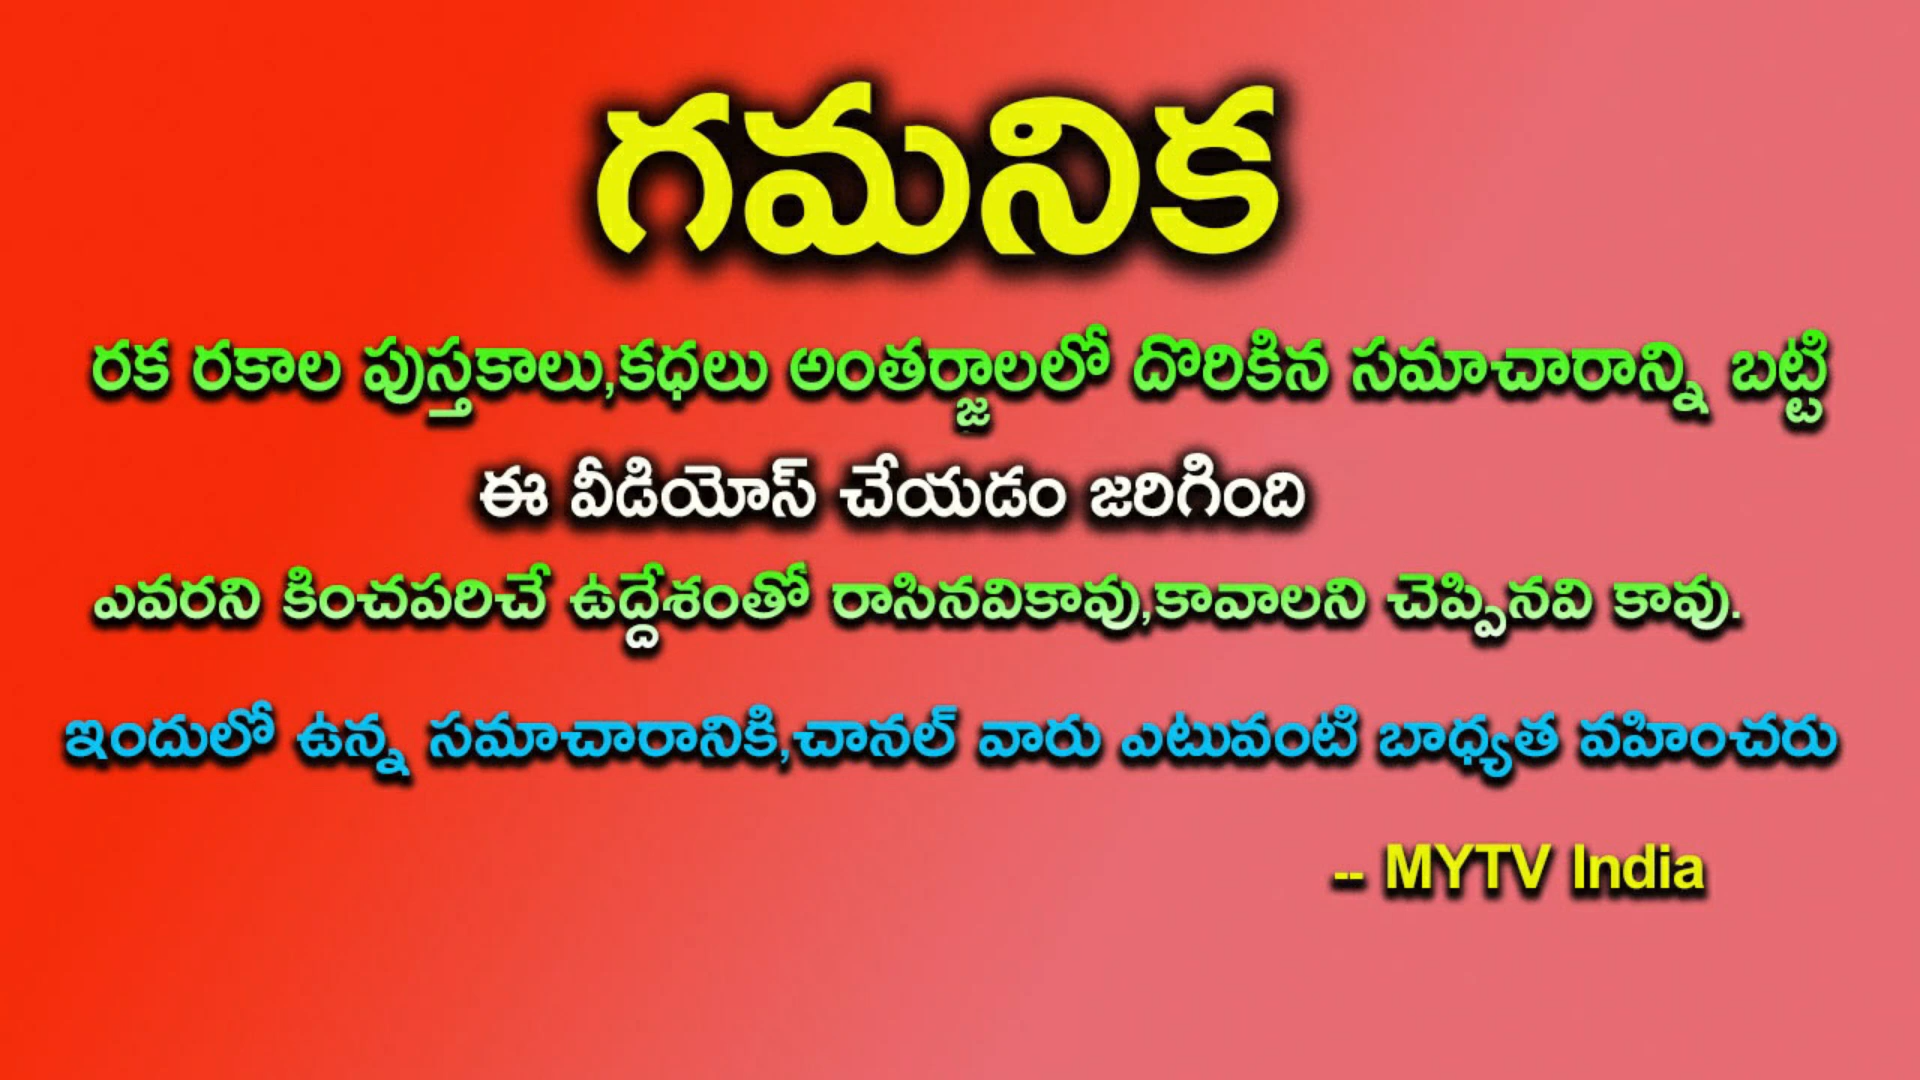 గమనిక
రక రకాల పుస్తకాలు,కధలు అంతర్జాలలో దొరికిన సమాచారాన్ని బట్టి
ఈ వీడియోస్ చేయడం జరిగింది
ఎవరని కించపరిచే ఉద్దేశంతో రాసినవికావు,కావాలని చెప్పినవి కావు.
ఇందులో ఉన్న సమాచారానికి,చానల్ వారు ఎటువంటి బాధ్యత వహించరు
-- MYTV India